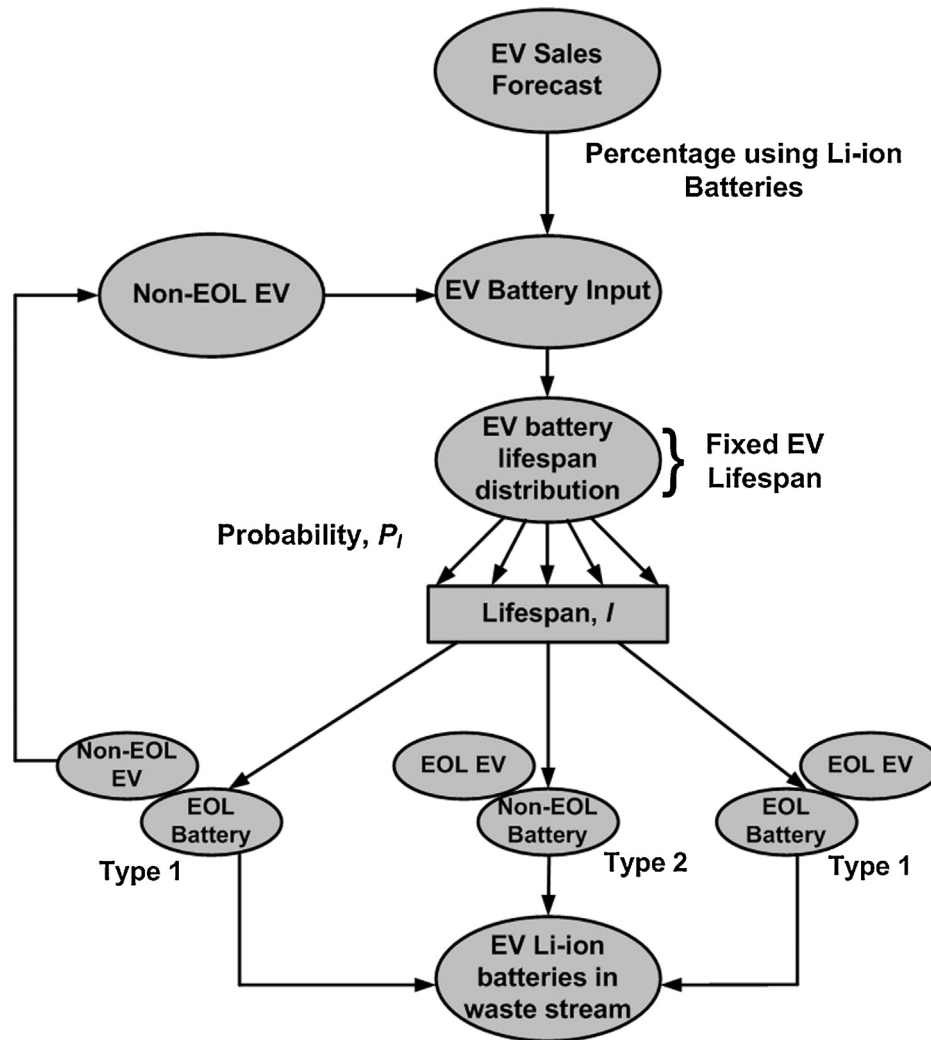 EV Sales
Forecast
Percentage using Li-ion
Batteries
Non-EOL EV
EV Battery Input
EV battery
lifespan
distribution
} Fixed EV
Lifespan
Probability, Pl
Lifespan, l
Non-EOL
EV
EOL
Battery
Type 1
EOL EV
Non-EOL
Battery
Type 2
EOL EV
EOL
Battery
Type 1
EV Li-ion
batteries in
waste stream